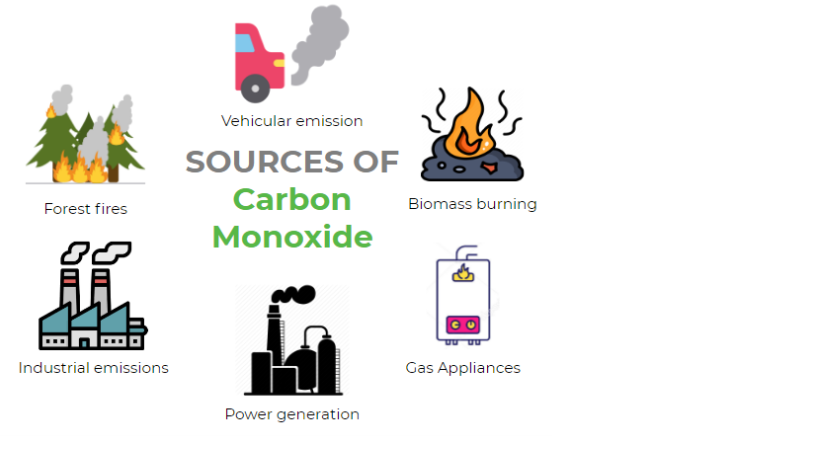 Vehicular emission
SOURCES OF
Carbon
Monoxide
Forest fires
Biomass burning
Industrial emissions
Gas Appliances
Power generation